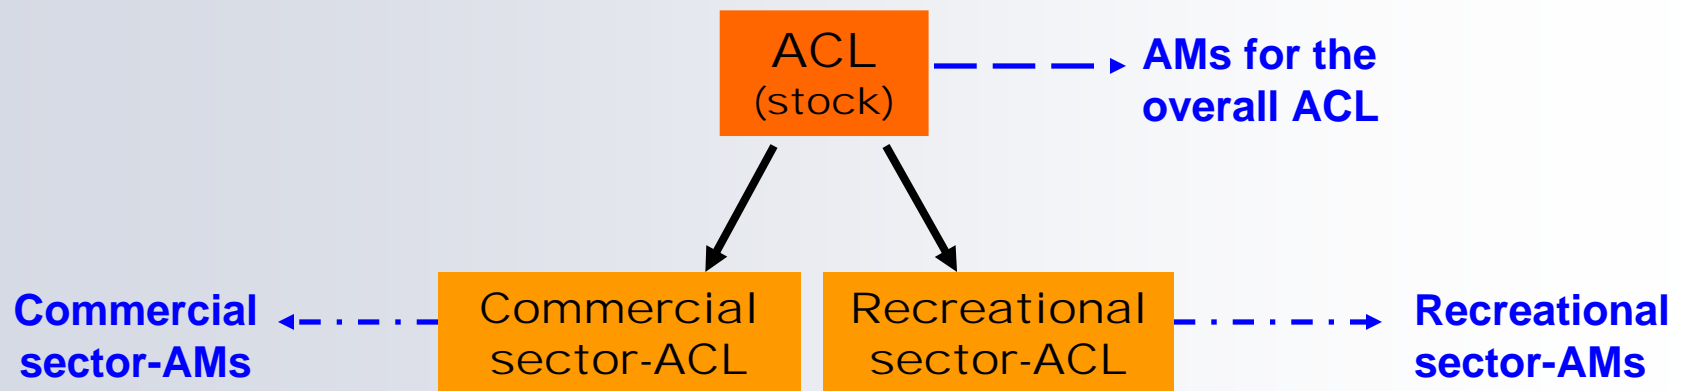 ACL
(stock)
AMs for the
overall ACL
Commercial
sector-AMs
Commercial
sector-ACL
Recreational
sector-ACL
Recreational
sector-AMs